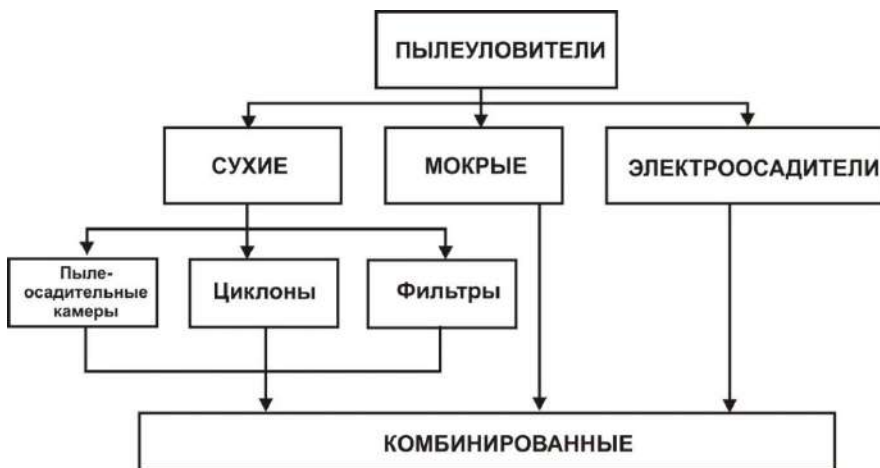 ПЫЛЕУЛОВИТЕЛИ
СУХИЕ
МОКРЫЕ
ЭЛЕКТРООСАДИТЕЛИ
Пыле-
осадительные
камеры
Циклоны
Фильтры
КОМБИНИРОВАННЫЕ